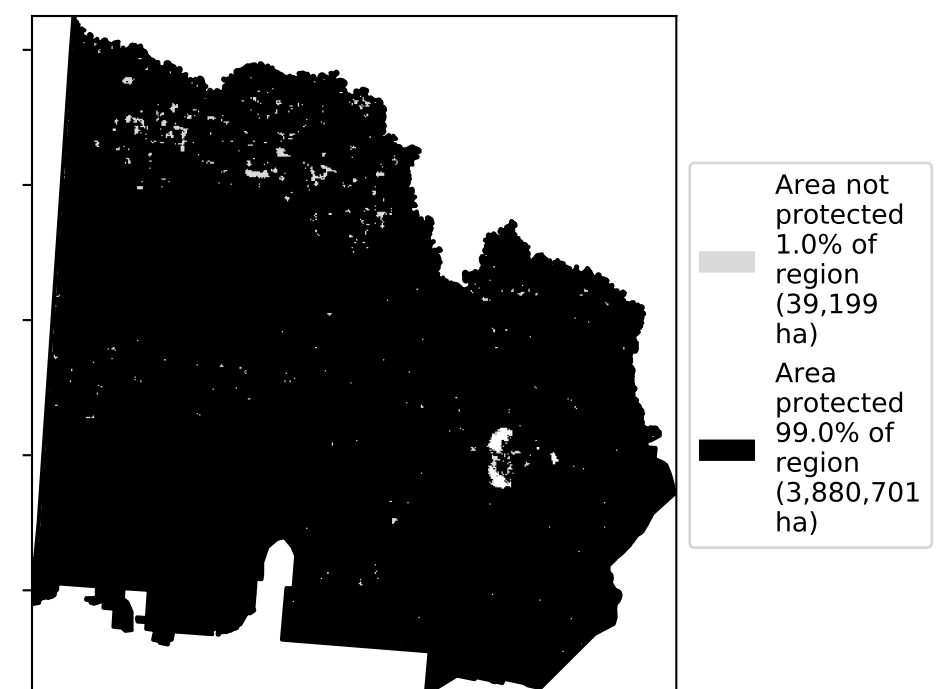 Area not
protected
1.0% of
region
(39,199
ha)
Area
protected
99.0% of
region
(3,880,701
ha)